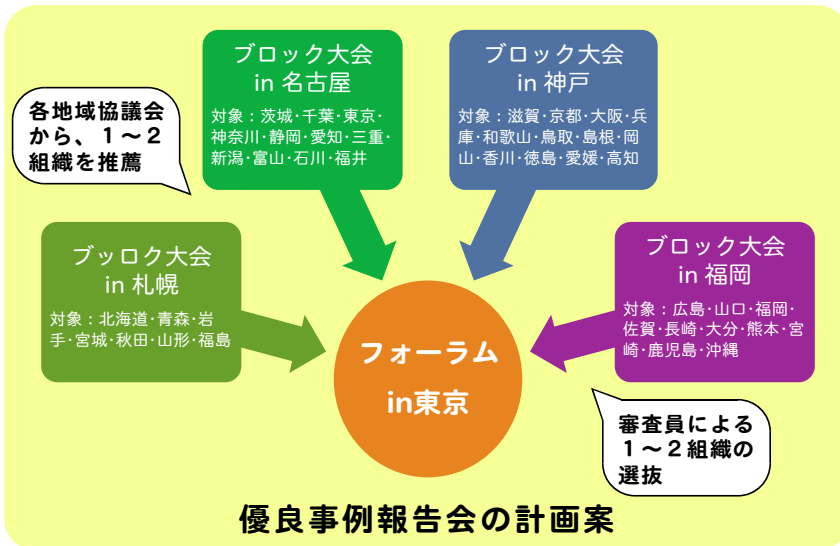 ブロック大会
in 名古屋
対象：茨城・千葉・東京・
神奈川・静岡・愛知・三重・
新潟・富山・石川・福井
ブロック大会
in 神戸
対象：滋賀・京都・大阪・兵
庫・和歌山・鳥取・島根・岡
山・香川・徳島・愛媛・高知
各地域協議会
から、１～２
組織を推薦
ブッロク大会
in 札幌
対象：北海道・青森・岩
手・宮城・秋田・山形・福島
ブロック大会
in 福岡
対象：広島・山口・福岡・
佐賀・長崎・大分・熊本・宮
崎・鹿児島・沖縄
フォーラム
in東京
審査員による
１～２組織の
選抜
優良事例報告会の計画案